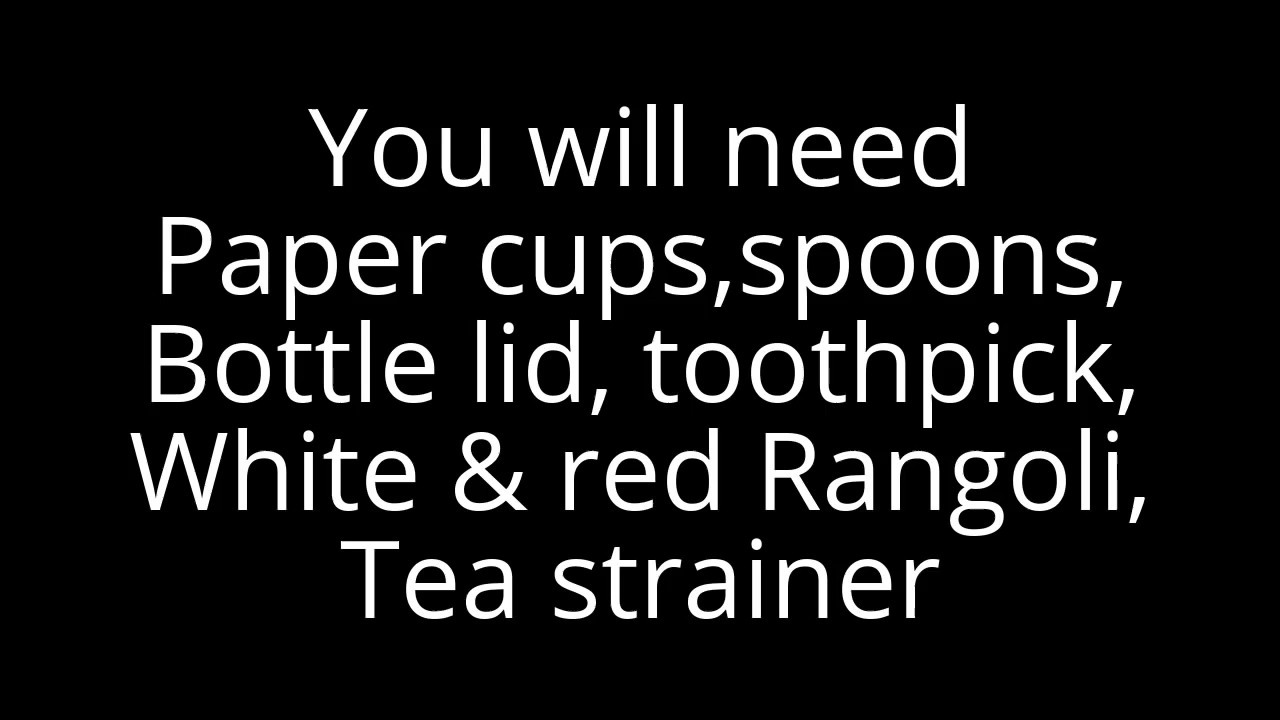 You will need
Paper cups,spoons,
Bottle lid, toothpick,
White & red Rangoli,
Tea strainer